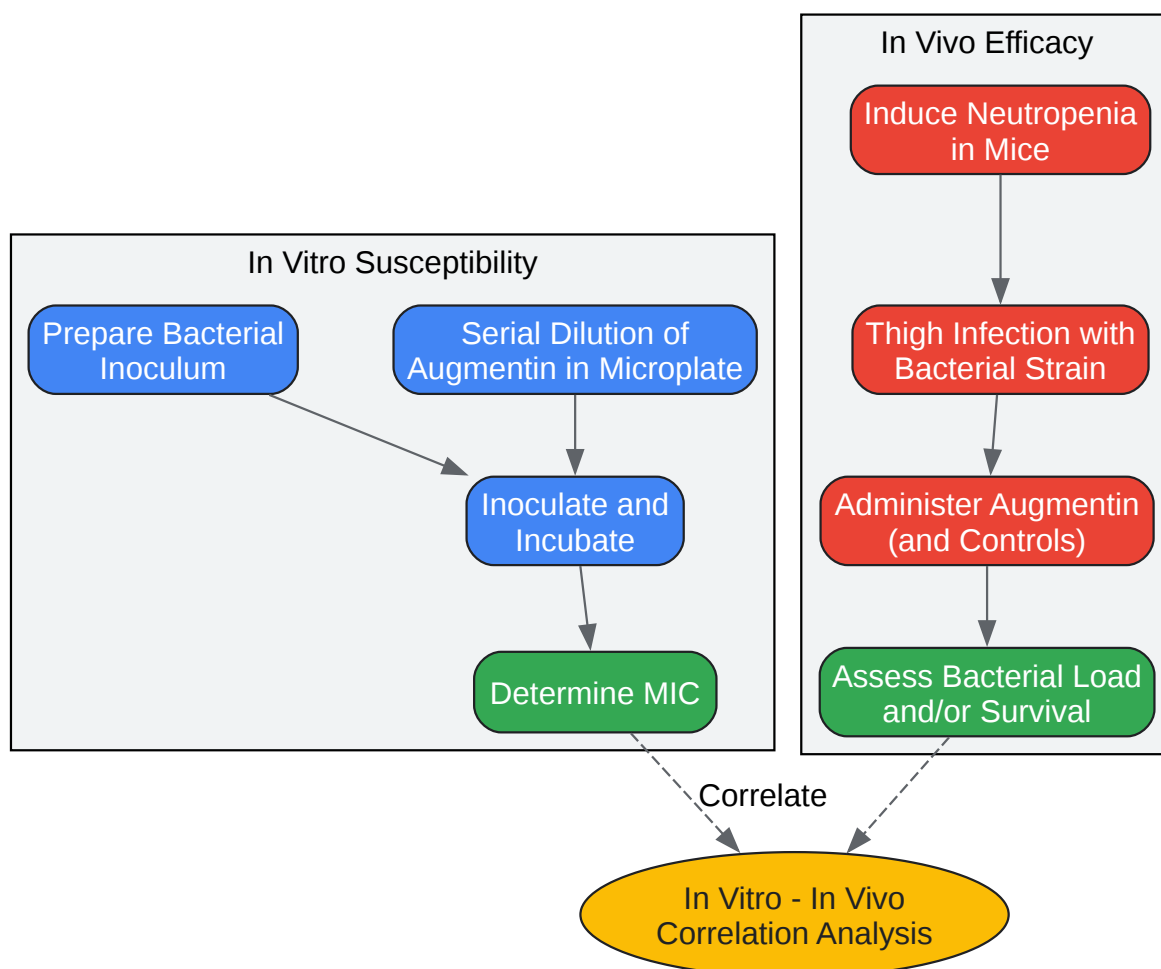 In Vivo Efficacy
Induce Neutropenia
in Mice
Thigh Infection with
Bacterial Strain
Administer Augmentin
(and Controls)
Assess Bacterial Load
and/or Survival
In Vitro Susceptibility
Prepare Bacterial
Inoculum
Serial Dilution of
Augmentin in Microplate
Inoculate and
Incubate
Determine MIC
Correlate
In Vitro - In Vivo
Correlation Analysis